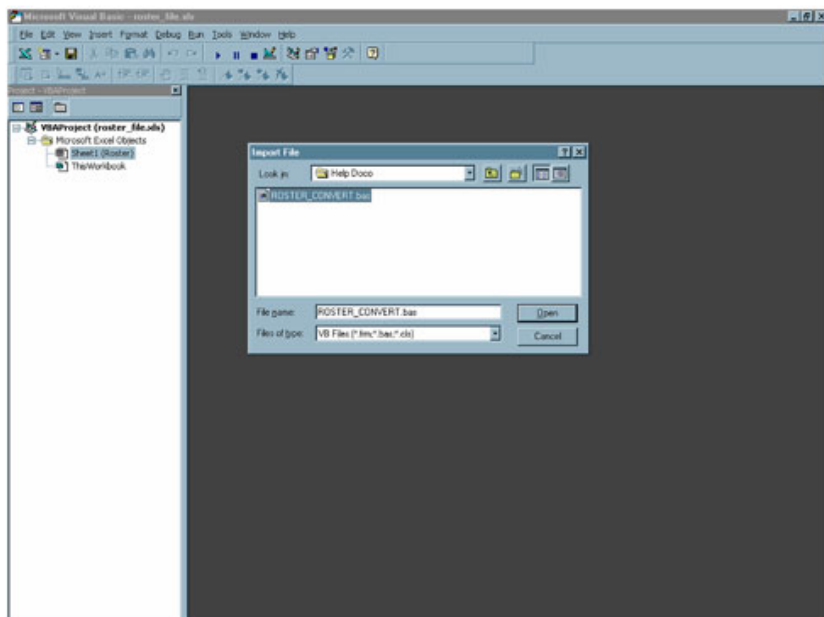 Microsoft Visual Basic - roster_file.xls
File Edit View Insert Format Debug Run Tools Window Help
Project - VBAProject
VBAProject (roster_file.xls)
Microsoft Excel Objects
Sheet1 (Roster)
ThisWorkbook
Import File
Look in: Help Doco
ROSTER_CONVERT.bas
File name: ROSTER_CONVERT.bas Open
Files of type: VB Files (*.frm;*.bas;*.cls) Cancel